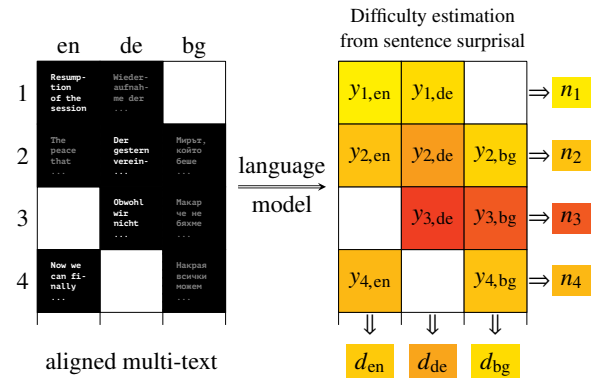 Difficulty estimation
from sentence surprisal
en de bg
1
Resump-
tion
of the
session
Wieder-
aufnah-
me der
...
y1,en y1,de ⇒ n1
2
The
peace
that
...
Der
gestern
verein-
...
Мирът,
който
беше
...
y2,en y2,de y2,bg ⇒ n2
language
model
3
Obwohl
wir
nicht
...
Макар
че не
бяхме
...
y3,de y3,bg ⇒ n3
4
Now we
can fi-
nally
...
Накрая
всички
можем
...
y4,en y4,bg ⇒ n4
⇓ ⇓ ⇓
aligned multi-text
den dde dbg